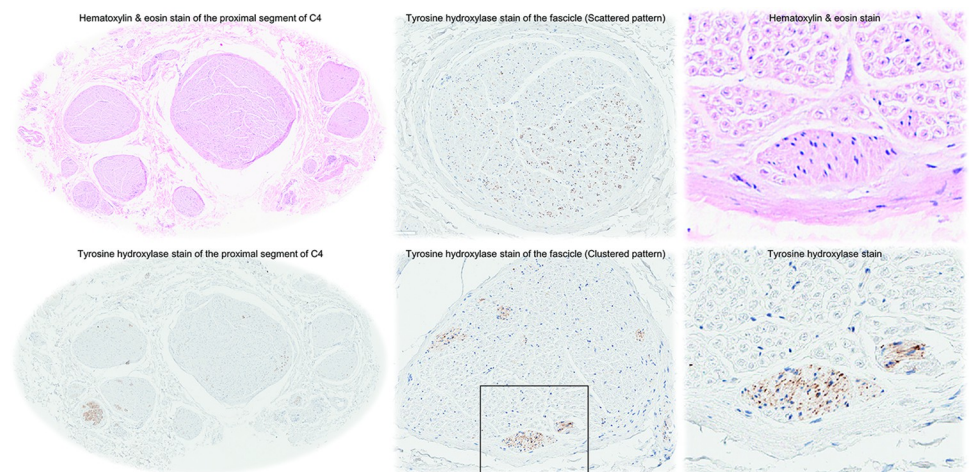 Hematoxylin & eosin stain of the proximal segment of C4
Tyrosine hydroxylase stain of the fascicle (Scattered pattern)
Hematoxylin & eosin stain
Tyrosine hydroxylase stain of the proximal segment of C4
Tyrosine hydroxylase stain of the fascicle (Clustered pattern)
Tyrosine hydroxylase stain